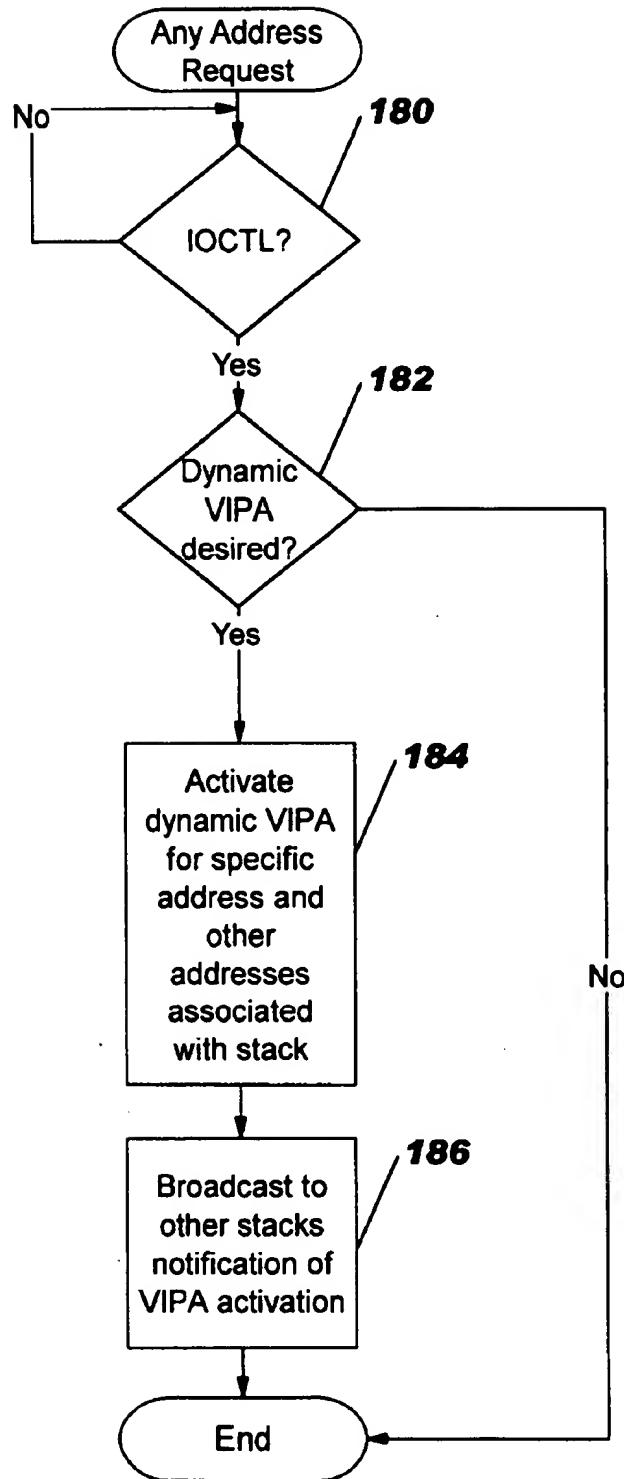 Any Address
Request
No
180
IOCTL?
Yes
182
Dynamic
VIPA
desired?
Yes
184
Activate
dynamic VIPA
for specific
address and
other
addresses
associated
with stack
No
186
Broadcast to
other stacks
notification of
VIPA activation
End